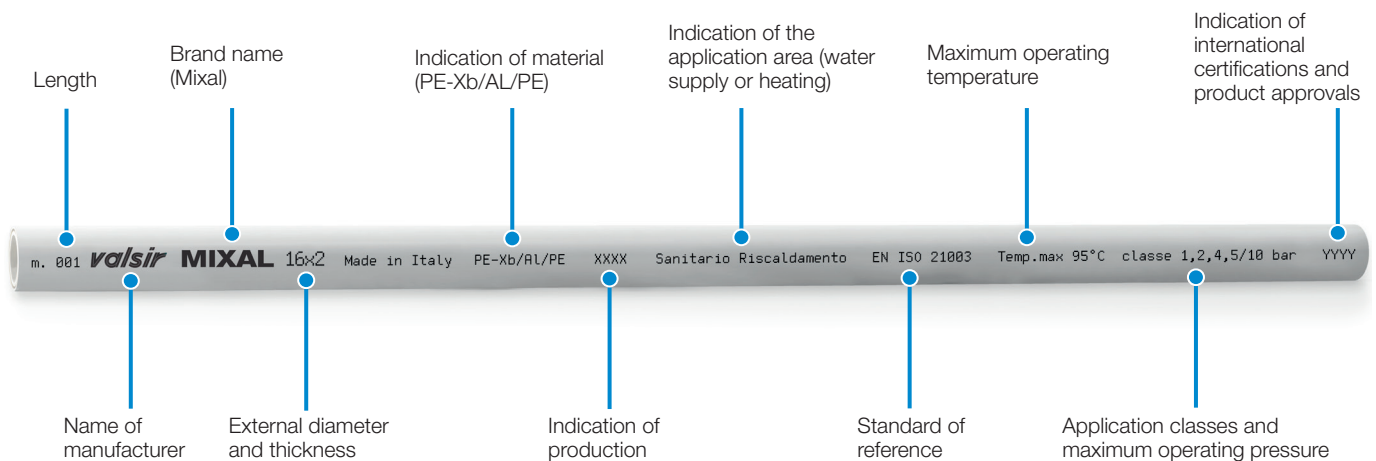 Length
Brand name
(Mixal)
Indication of material
(PE-Xb/AL/PE)
Indication of the
application area (water
supply or heating)
Maximum operating
temperature
Indication of
international
certifications and
product approvals
m. 001 valsir MIXAL 16x2 Made in Italy PE-Xb/Al/PE XXXX Sanitario Riscaldamento EN ISO 21003 Temp.max 95°C classe 1,2,4,5/10 bar YYYY
Name of
manufacturer
External diameter
and thickness
Indication of
production
Standard of
reference
Application classes and
maximum operating pressure